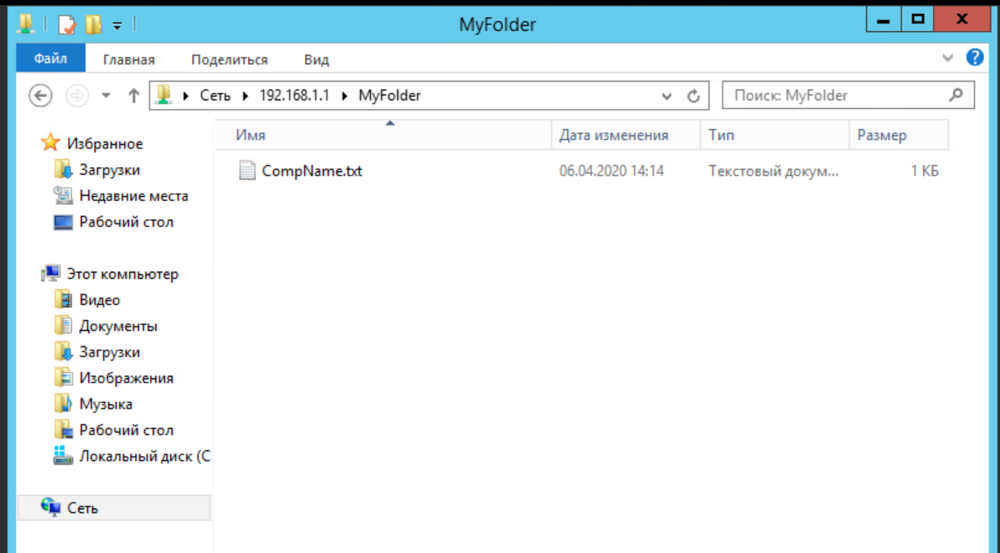 MyFolder
Файл Главная Поделиться Вид
Сеть 192.168.1.1 MyFolder Поиск: MyFolder
Имя Дата изменения Тип Размер
CompName.txt 06.04.2020 14:14 Текстовый докум... 1 КБ
Избранное
Загрузки
Недавние места
Рабочий стол
Этот компьютер
Видео
Документы
Загрузки
Изображения
Музыка
Рабочий стол
Локальный диск (C
Сеть